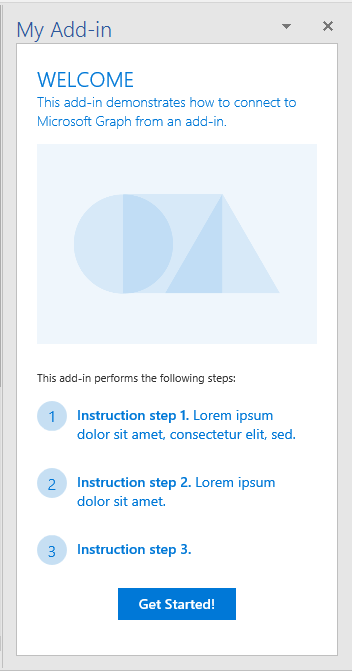 My Add-in
WELCOME
This add-in demonstrates how to connect to
Microsoft Graph from an add-in.
This add-in performs the following steps:
1 Instruction step 1. Lorem ipsum
dolor sit amet, consectetur elit, sed.
2 Instruction step 2. Lorem ipsum
dolor sit amet.
3 Instruction step 3.
Get Started!